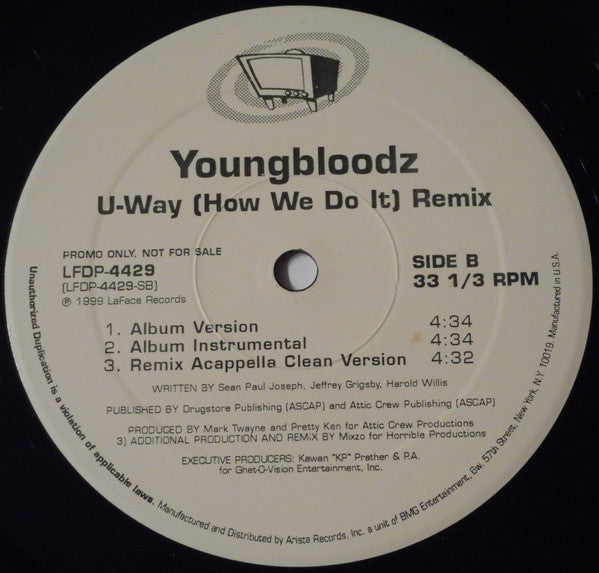 Youngbloodz
U-Way (How We Do It) Remix
PROMO ONLY. NOT FOR SALE
LFDP-4429
(LFDP-4429-SB)
℗ 1999 LaFace Records
SIDE B
33 1/3 RPM
1. Album Version 4:34
2. Album Instrumental 4:34
3. Remix Acappella Clean Version 4:32
WRITTEN BY Sean Paul Joseph, Jeffrey Grigsby, Harold Willis
PUBLISHED BY Drugstore Publishing (ASCAP) and Attic Crew Publishing (ASCAP)
PRODUCED BY Mark Twayne and Pretty Ken for Attic Crew Productions
3) ADDITIONAL PRODUCTION AND REMIX BY Mixzo for Horrible Productions
EXECUTIVE PRODUCERS: Kawan "KP" Prather & P.A.
for Ghet-O-Vision Entertainment, Inc.
Unauthorized Duplication is a violation of applicable laws. Manufactured and Distributed by Arista Records, Inc. a unit of BMG Entertainment, 6w. 57th Street, New York, N.Y. 10019. Manufactured in U.S.A.